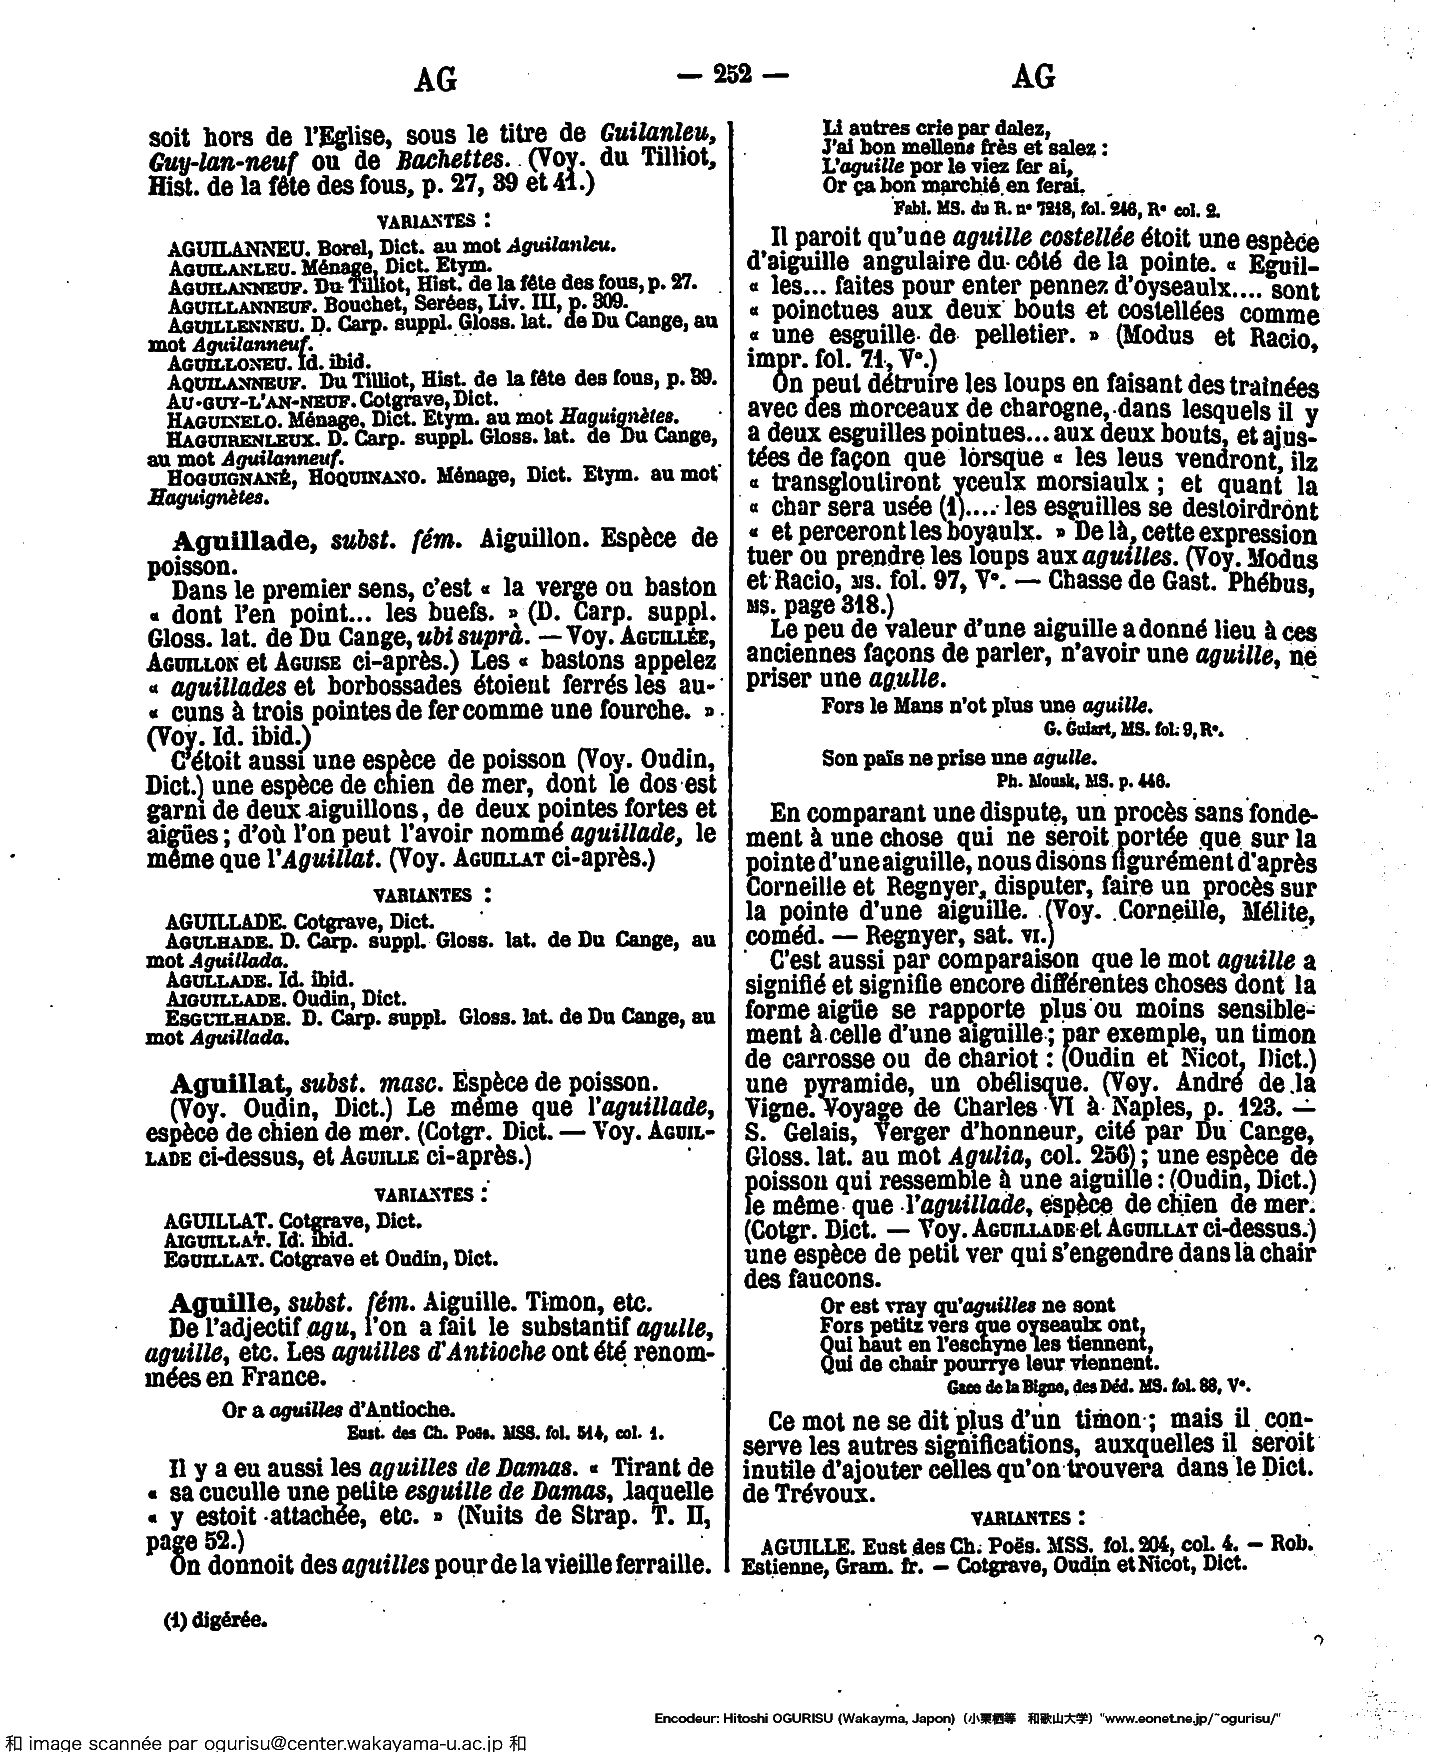 AG
— 252 —
AG
soit hors de l'Eglise, sous le titre de Guilanleu,
Guy-lan-neuf ou de Bachettes. (Voy. du Tilliot,
Hist. de la fête des fous, p. 27, 39 et 41.)
VARIANTES :
AGUILANNEU. Borel, Dict. au mot Aguilanleu.
AGUILANLEU. Ménage, Dict. Etym.
AGUILANNEUF. Du Tilliot, Hist. de la fête des fous, p. 27.
AGUILLANNEUF. Bouchet, Serées, Liv. III, p. 309.
AGUILLENNEU. D. Carp. suppl. Gloss. lat. de Du Cange, au
mot Aguilanneuf.
AGUILLONEU. Id. ibid.
AQUILANNEUF. Du Tilliot, Hist. de la fête des fous, p. 39.
AU-GUY-L'AN-NEUF. Cotgrave, Dict.
HAGUINELO. Ménage, Dict. Etym. au mot Haguignètes.
HAGUIRENLEUX. D. Carp. suppl. Gloss. lat. de Du Cange,
au mot Aguilanneuf.
HOGUIGNANÉ, HOQUINANO. Ménage, Dict. Etym. au mot
Haguignètes.
Aguillade, subst. fém. Aiguillon. Espèce de
poisson.
Dans le premier sens, c'est « la verge ou baston
« dont l'en point... les buefs. » (D. Carp. suppl.
Gloss. lat. de Du Cange, ubi suprà. — Voy. AGUILLÉE,
AGUILLON et AGUISE ci-après.) Les « bastons appelez
« aguillades et borbossades étoient ferrés les au-
« cuns à trois pointes de fer comme une fourche. »
(Voy. Id. ibid.)
C'étoit aussi une espèce de poisson (Voy. Oudin,
Dict.) une espèce de chien de mer, dont le dos est
garni de deux aiguillons, de deux pointes fortes et
aigües ; d'où l'on peut l'avoir nommé aguillade, le
même que l'Aguillat. (Voy. AGUILLAT ci-après.)
VARIANTES :
AGUILLADE. Cotgrave, Dict.
AGULHADE. D. Carp. suppl. Gloss. lat. de Du Cange, au
mot Aguillada.
AGULLADE. Id. ibid.
AIGUILLADE. Oudin, Dict.
ESGUILHADE. D. Carp. suppl. Gloss. lat. de Du Cange, au
mot Aguillada.
Aguillat, subst. masc. Espèce de poisson.
(Voy. Oudin, Dict.) Le même que l'aguillade,
espèce de chien de mer. (Cotgr. Dict. — Voy. AGUIL-
LADE ci-dessus, et AGUILLE ci-après.)
VARIANTES :
AGUILLAT. Cotgrave, Dict.
AIGUILLAT. Id. ibid.
EGUILLAT. Cotgrave et Oudin, Dict.
Aguille, subst. fém. Aiguille. Timon, etc.
De l'adjectif agu, l'on a fait le substantif agulle,
aguille, etc. Les aguilles d'Antioche ont été renom-
mées en France.
Or a aguilles d'Antioche.
Eust. des Ch. Poës. MSS. fol. 514, col. 1.
Il y a eu aussi les aguilles de Damas. « Tirant de
« sa cuculle une petite esguille de Damas, laquelle
« y estoit attachée, etc. » (Nuits de Strap. T. II,
page 52.)
On donnoit des aguilles pour de la vieille ferraille.
(1) digérée.
Li autres crie par dalez,
J'ai bon mellens frès et salez :
L'aguille por le viez fer ai,
Or ça bon marchié en ferai.
Fabl. MS. du R. n° 7218, fol. 246, R° col. 2.
Il paroit qu'une aguille costellée étoit une espèce
d'aiguille angulaire du côté de la pointe. « Eguil-
« les... faites pour enter pennez d'oyseaulx.... sont
« poinctues aux deux bouts et costellées comme
« une esguille de pelletier. » (Modus et Racio,
impr. fol. 71, V°.)
On peut détruire les loups en faisant des trainées
avec des morceaux de charogne, dans lesquels il y
a deux esguilles pointues... aux deux bouts, et ajus-
tées de façon que lorsque « les leus vendront, ilz
« transgloutiront yceulx morsiaulx ; et quant la
« char sera usée (1).... les esguilles se destoirdrônt
« et perceront les boyaulx. » De là, cette expression
tuer ou prendre les loups aux aguilles. (Voy. Modus
et Racio, MS. fol. 97, V°. — Chasse de Gast. Phébus,
MS. page 318.)
Le peu de valeur d'une aiguille a donné lieu à ces
anciennes façons de parler, n'avoir une aguille, ne
priser une agulle.
Fors le Mans n'ot plus une aguille.
G. Guiart, MS. fol. 9, R°.
Son païs ne prise une agulle.
Ph. Mousk, MS. p. 446.
En comparant une dispute, un procès sans fonde-
ment à une chose qui ne seroit portée que sur la
pointe d'une aiguille, nous disons figurément d'après
Corneille et Regnyer, disputer, faire un procès sur
la pointe d'une aiguille. (Voy. Corneille, Mélite,
coméd. — Regnyer, sat. VI.)
C'est aussi par comparaison que le mot aguille a
signifié et signifie encore différentes choses dont la
forme aigüe se rapporte plus ou moins sensible-
ment à celle d'une aiguille ; par exemple, un timon
de carrosse ou de chariot : (Oudin et Nicot, Dict.)
une pyramide, un obélisque. (Voy. André de la
Vigne. Voyage de Charles VI à Naples, p. 123. —
S. Gelais, Verger d'honneur, cité par Du Cange,
Gloss. lat. au mot Agulia, col. 256) ; une espèce de
poisson qui ressemble à une aiguille : (Oudin, Dict.)
le même que l'aguillade, espèce de chien de mer.
(Cotgr. Dict. — Voy. AGUILLADE et AGUILLAT ci-dessus.)
une espèce de petit ver qui s'engendre dans la chair
des faucons.
Or est vray qu'aguilles ne sont
Fors petitz vers que oyseaulx ont,
Qui haut en l'eschyne les tiennent,
Qui de chair pourrye leur viennent.
Gace de la Bigne, des Déd. MS. fol. 88, V°.
Ce mot ne se dit plus d'un timon ; mais il con-
serve les autres significations, auxquelles il seroit
inutile d'ajouter celles qu'on trouvera dans le Dict.
de Trévoux.
VARIANTES :
AGUILLE. Eust des Ch. Poës. MSS. fol. 204, col. 4. — Rob.
Estienne, Gram. fr. — Cotgrave, Oudin et Nicot, Dict.
Encodeur: Hitoshi OGURISU (Wakayma, Japon) (小栗栖等 和歌山大学) "www.eonet.ne.jp/~ogurisu/"
和 image scannée par ogurisu@center.wakayama-u.ac.jp 和